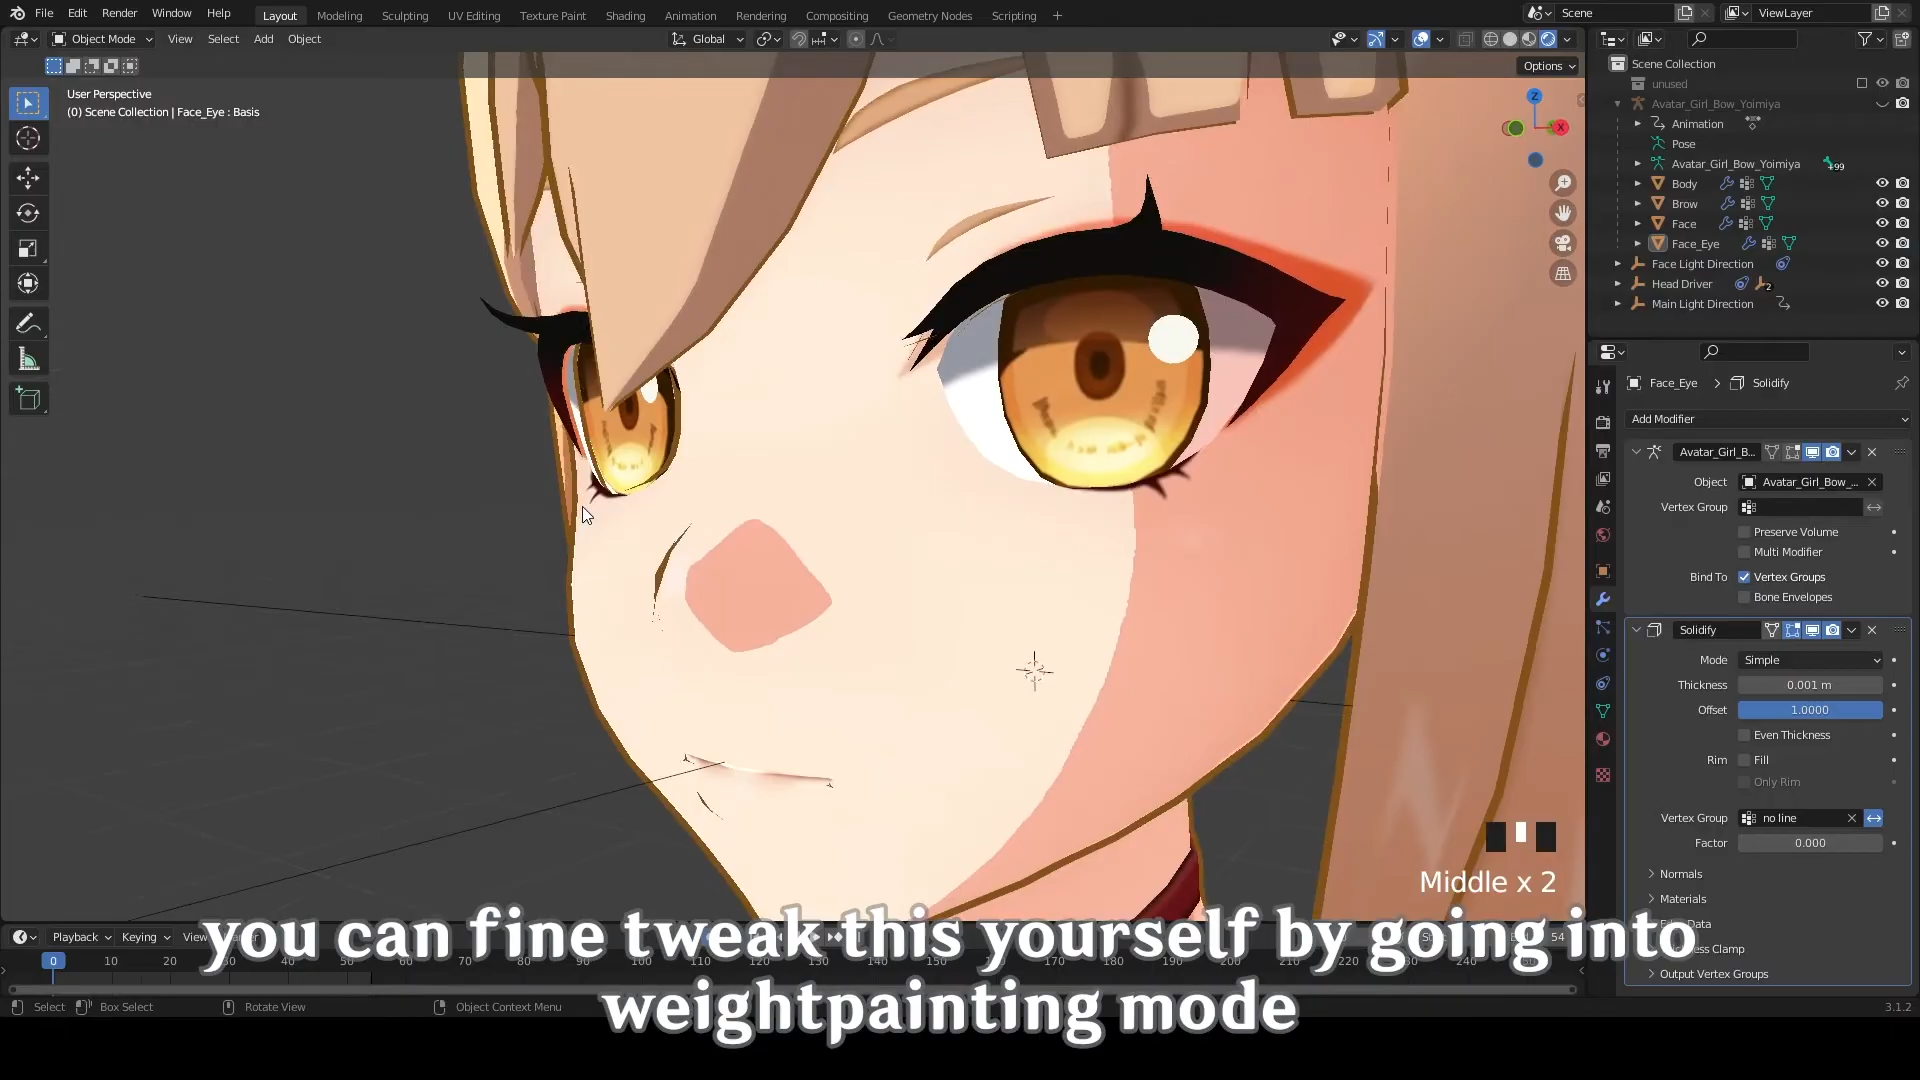 File Edit Render Window Help Layout Modeling Sculpting UV Editing Texture Paint Shading Animation Rendering Compositing Geometry Nodes Scripting + Scene ViewLayer
Object Mode View Select Add Object Global
Options
User Perspective
(0) Scene Collection | Face_Eye : Basis
Z
X
Scene Collection
unused
Avatar_Girl_Bow_Yoimiya
Animation
Pose
Avatar_Girl_Bow_Yoimiya +99
Body
Brow
Face
Face_Eye
Face Light Direction
Head Driver 2
Main Light Direction
Face_Eye > Solidify
Add Modifier
Avatar_Girl_B...
Object Avatar_Girl_Bow_...
Vertex Group
Preserve Volume
Multi Modifier
Bind To Vertex Groups
Bone Envelopes
Solidify
Mode Simple
Thickness 0.001 m
Offset 1.0000
Even Thickness
Rim Fill
Only Rim
Vertex Group no line
Factor 0.000
Normals
Materials
Data
Clamp
Output Vertex Groups
Middle x 2
you can fine tweak this yourself by going into
weightpainting mode
Playback Keying View 54
0 10 20 30 40 50 60 70 80 90 100 110 120 130 140 150 160 170 180 190 200 210 220 230
Select Box Select Rotate View Object Context Menu 3.1.2